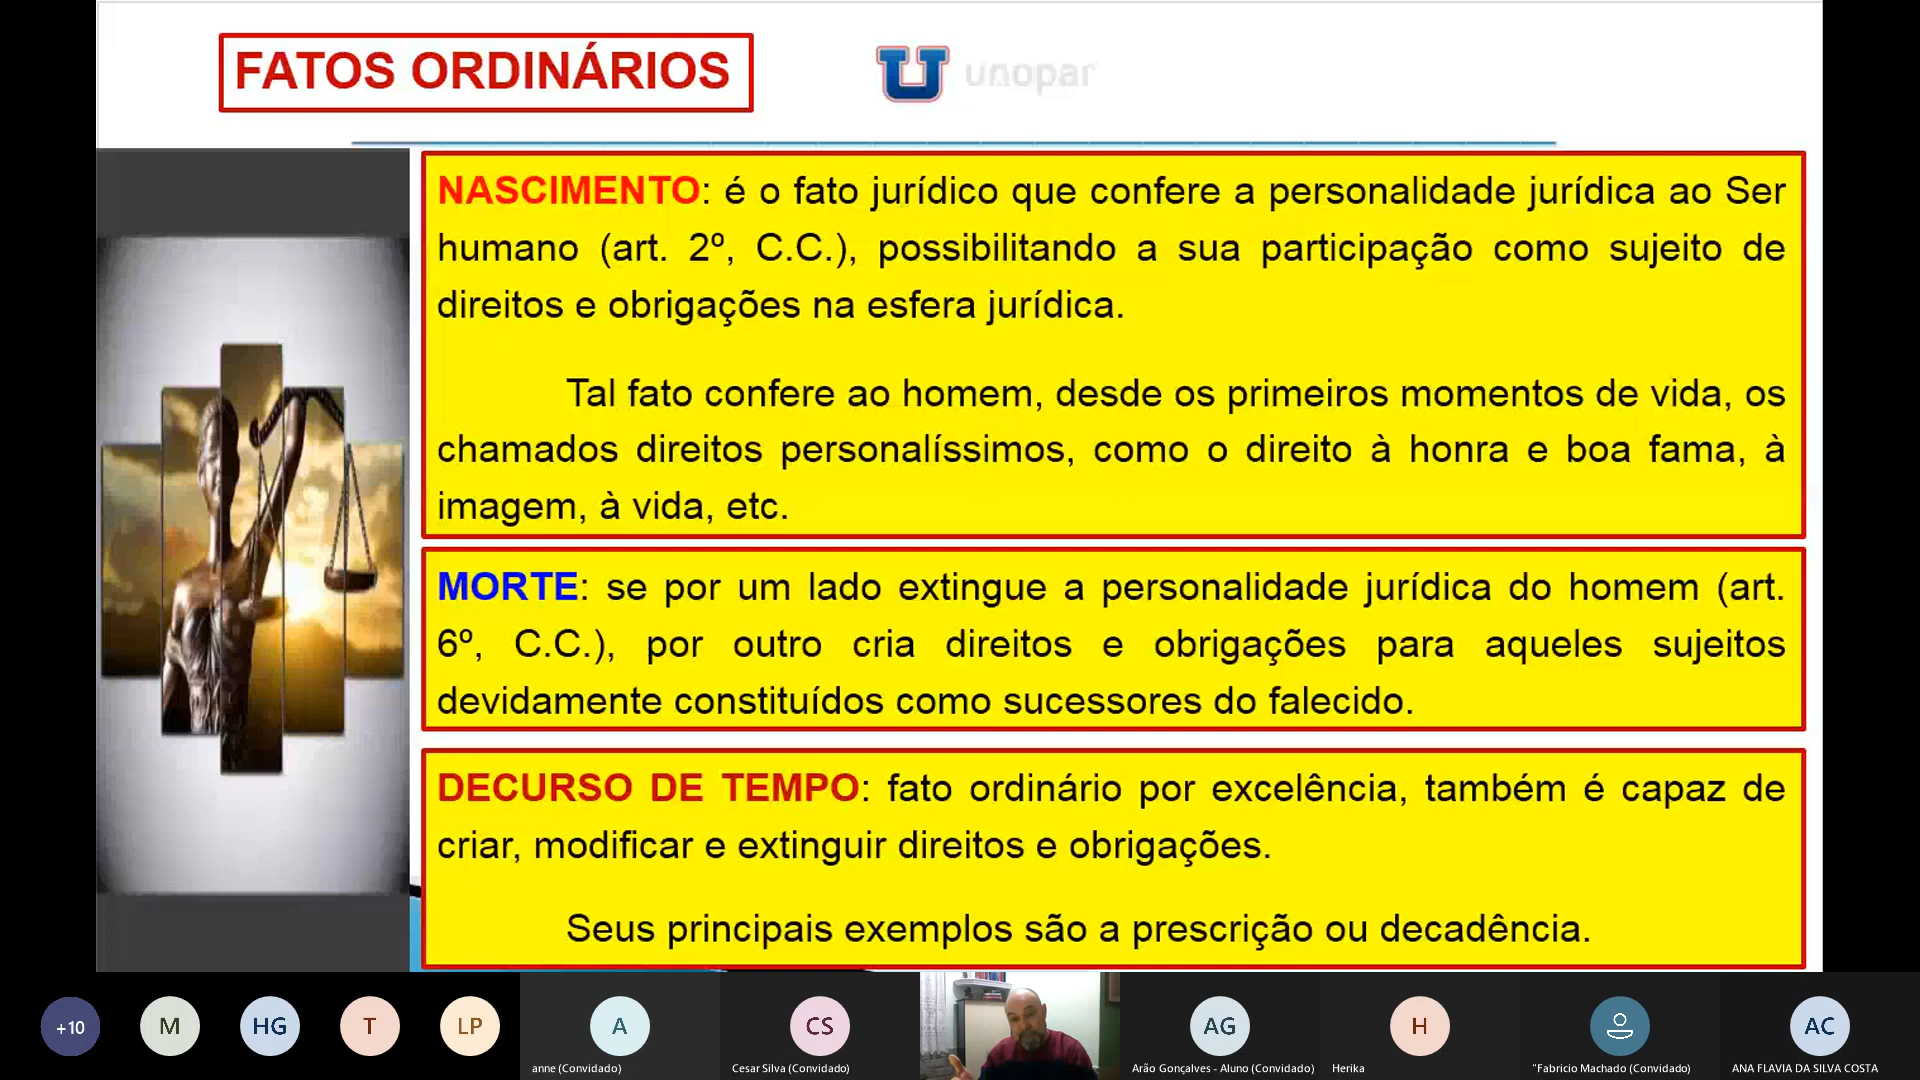 FATOS ORDINÁRIOS
unopar
NASCIMENTO: é o fato jurídico que confere a personalidade jurídica ao Ser
humano (art. 2º, C.C.), possibilitando a sua participação como sujeito de
direitos e obrigações na esfera jurídica.
Tal fato confere ao homem, desde os primeiros momentos de vida, os
chamados direitos personalíssimos, como o direito à honra e boa fama, à
imagem, à vida, etc.
MORTE: se por um lado extingue a personalidade jurídica do homem (art.
6º, C.C.), por outro cria direitos e obrigações para aqueles sujeitos
devidamente constituídos como sucessores do falecido.
DECURSO DE TEMPO: fato ordinário por excelência, também é capaz de
criar, modificar e extinguir direitos e obrigações.
Seus principais exemplos são a prescrição ou decadência.
+10
M
HG
T
LP
A
anne (Convidado)
CS
Cesar Silva (Convidado)
AG
Arão Gonçalves - Aluno (Convidado)
H
Herika
"Fabricio Machado (Convidado)
AC
ANA FLAVIA DA SILVA COSTA